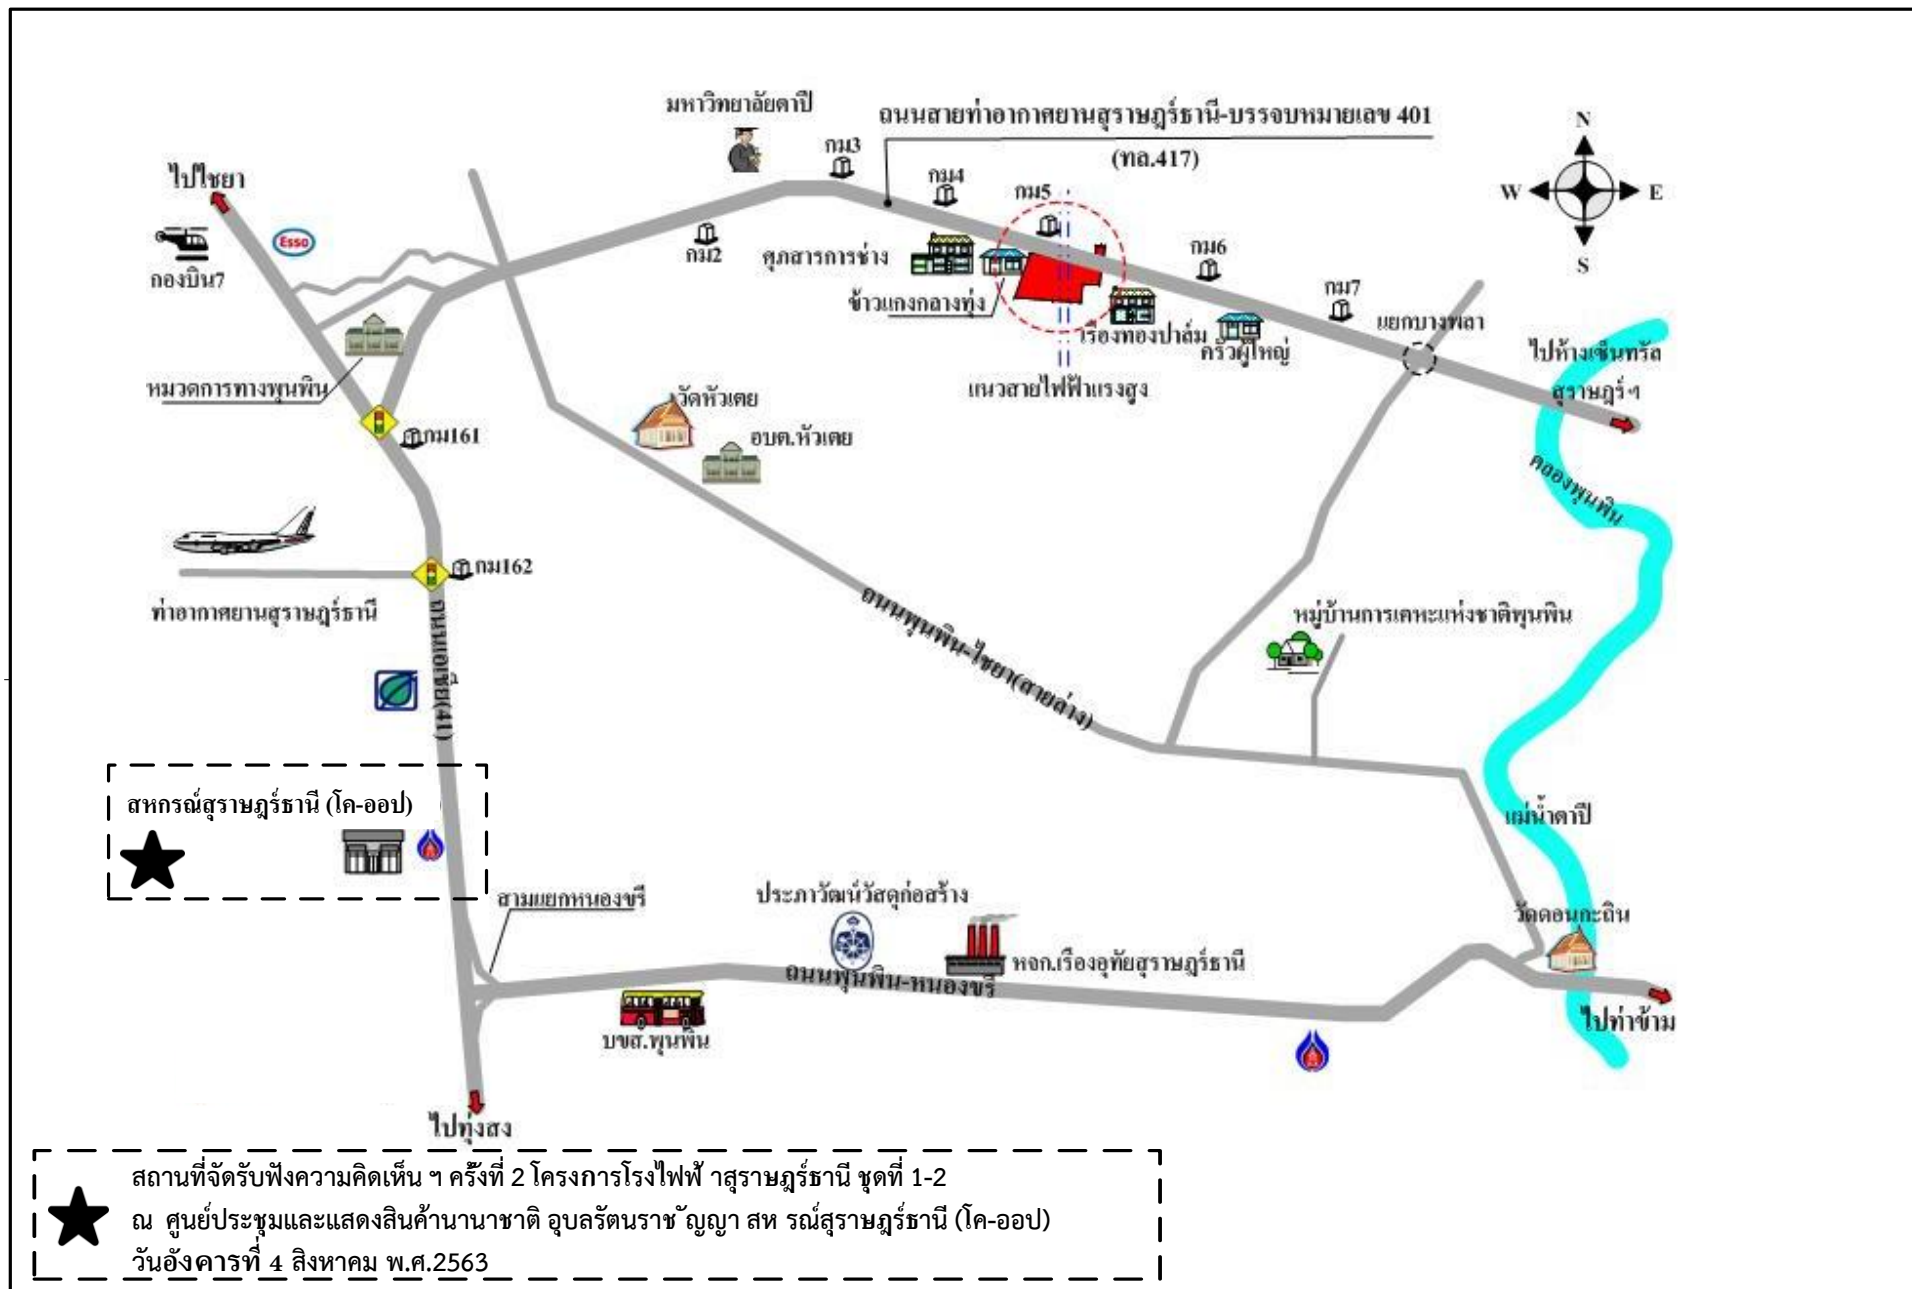 มหาวิทยาลัยตาปี
ถนนสายท่าอากาศยานสุราษฎร์ธานี-บรรจบหมายเลข 401
(ทล.417)
N
W
E
S
ไปไชยา
กม3
กม4
กม5
Esso
กองบิน7
กม2
ศุภสารการช่าง
กม6
ข้าวแกงกลางทุ่ง
กม7
แยกบางพลา
เรืองทองปาล์ม
ครัวผู้ใหญ่
ไปห้างเซ็นทรัล
สุราษฎร์ฯ
หมวดการทางพุนพิน
แนวสายไฟฟ้าแรงสูง
วัดหัวเตย
กม161
อบต.หัวเตย
คลองพุนพิน
กม162
ท่าอากาศยานสุราษฎร์ธานี
ถนนเอเชีย(41)
ถนนพุนพิน-ไชยา(สายล่าง)
หมู่บ้านการเคหะแห่งชาติพุนพิน
สหกรณ์สุราษฎร์ธานี (โค-ออป)
แม่น้ำตาปี
สามแยกหนองขรี
ประภาวัฒน์วัสดุก่อสร้าง
วัดดอนกะถิน
หจก.เรืองอุทัยสุราษฎร์ธานี
ถนนพุนพิน-หนองขรี
บขส.พุนพิน
ไปท่าข้าม
ไปทุ่งสง
สถานที่จัดรับฟังความคิดเห็น ฯ ครั้งที่ 2 โครงการโรงไฟฟ้ าสุราษฎร์ธานี ชุดที่ 1-2
ณ ศูนย์ประชุมและแสดงสินค้านานาชาติ อุบลรัตนราช ัญญา สห รณ์สุราษฎร์ธานี (โค-ออป)
วันอังคารที่ 4 สิงหาคม พ.ศ.2563